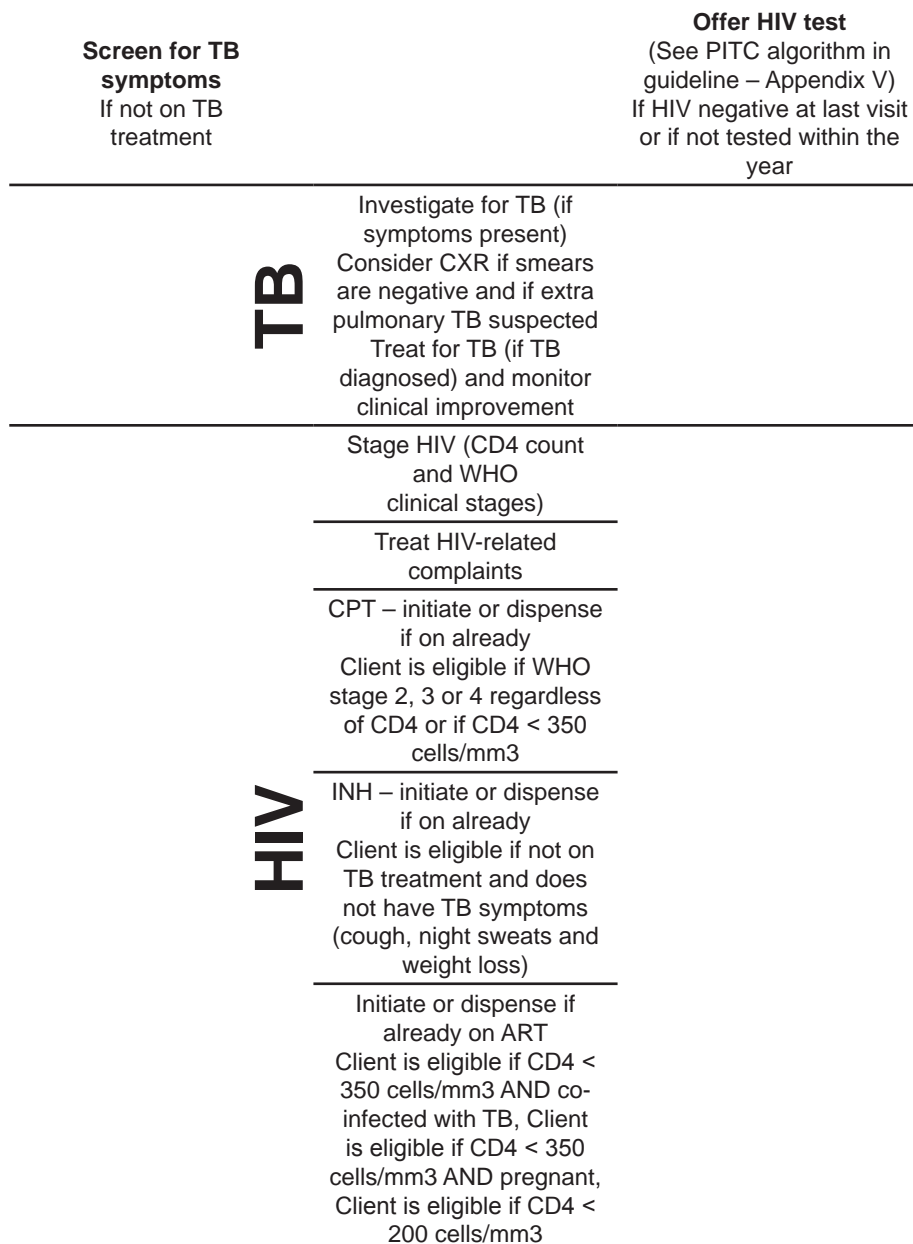 Screen for TB
symptoms
If not on TB
treatment
Offer HIV test
(See PITC algorithm in
guideline – Appendix V)
If HIV negative at last visit
or if not tested within the
year
TB
Investigate for TB (if
symptoms present)
Consider CXR if smears
are negative and if extra
pulmonary TB suspected
Treat for TB (if TB
diagnosed) and monitor
clinical improvement
HIV
Stage HIV (CD4 count
and WHO
clinical stages)
Treat HIV-related
complaints
CPT – initiate or dispense
if on already
Client is eligible if WHO
stage 2, 3 or 4 regardless
of CD4 or if CD4 < 350
cells/mm3
INH – initiate or dispense
if on already
Client is eligible if not on
TB treatment and does
not have TB symptoms
(cough, night sweats and
weight loss)
Initiate or dispense if
already on ART
Client is eligible if CD4 <
350 cells/mm3 AND co-
infected with TB, Client
is eligible if CD4 < 350
cells/mm3 AND pregnant,
Client is eligible if CD4 <
200 cells/mm3